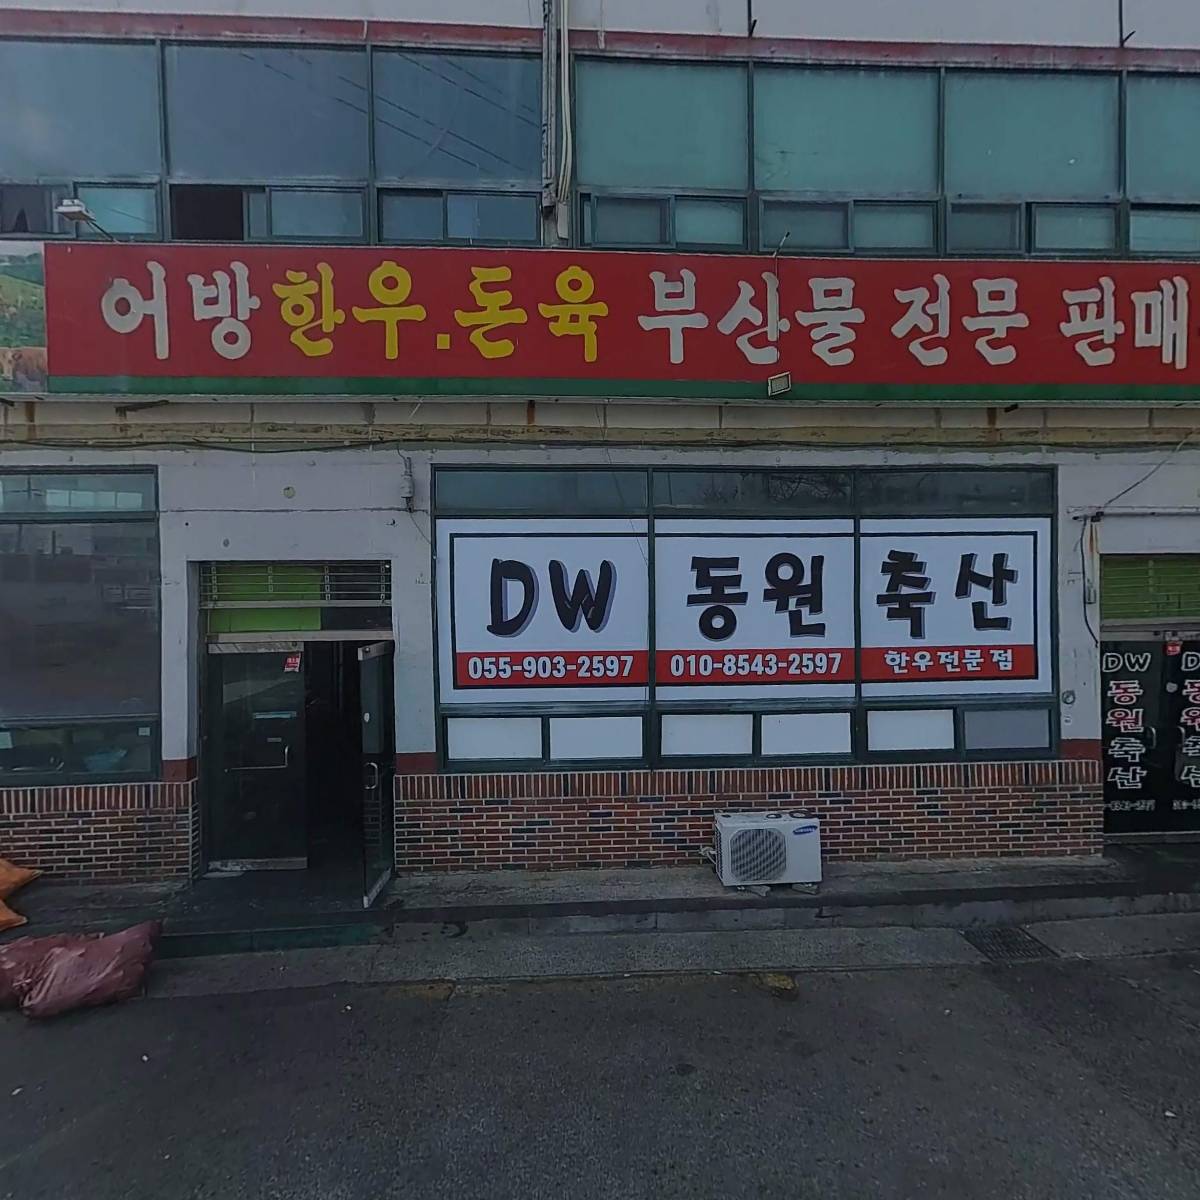 어방한우.돈육 부산물 전문 판매
DW 동원축산
055-903-2597 010-8543-2597 한우전문점
SAMSUNG
DW
동원축산